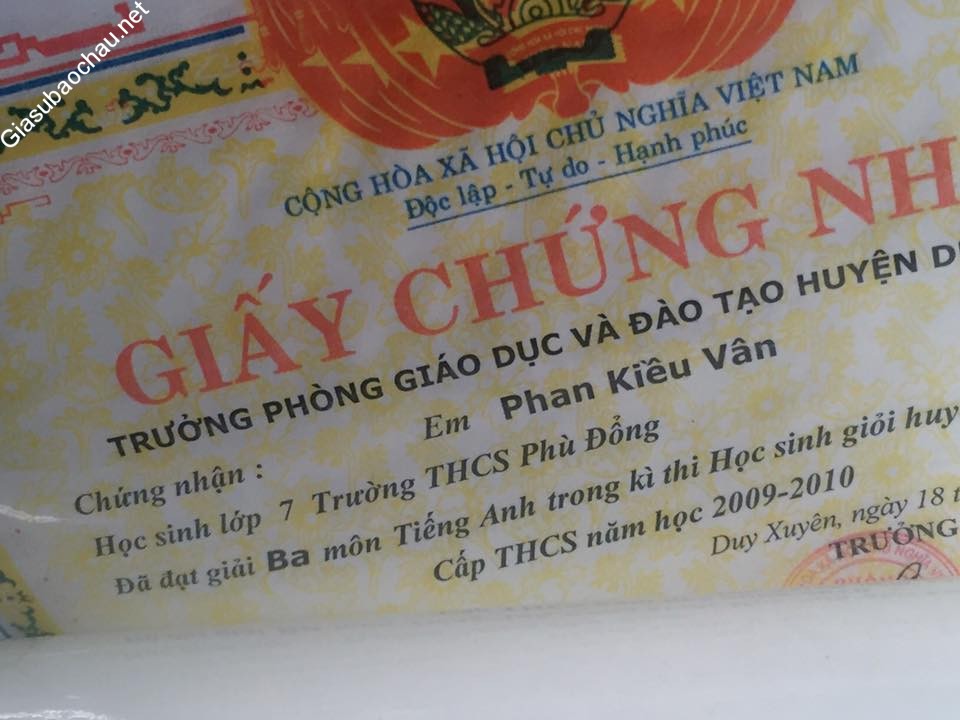 Giasubaochau.net
CỘNG HÒA XÃ HỘI CHỦ NGHĨA VIỆT NAM
Độc lập - Tự do - Hạnh phúc
GIẤY CHỨNG NH
TRƯỞNG PHÒNG GIÁO DỤC VÀ ĐÀO TẠO HUYỆN DU
Chứng nhận : Em Phan Kiều Vân
Học sinh lớp 7 Trường THCS Phù Đổng
Đã đạt giải Ba môn Tiếng Anh trong kì thi Học sinh giỏi huy
Cấp THCS năm học 2009-2010
Duy Xuyên, ngày 18 t
TRƯỞNG